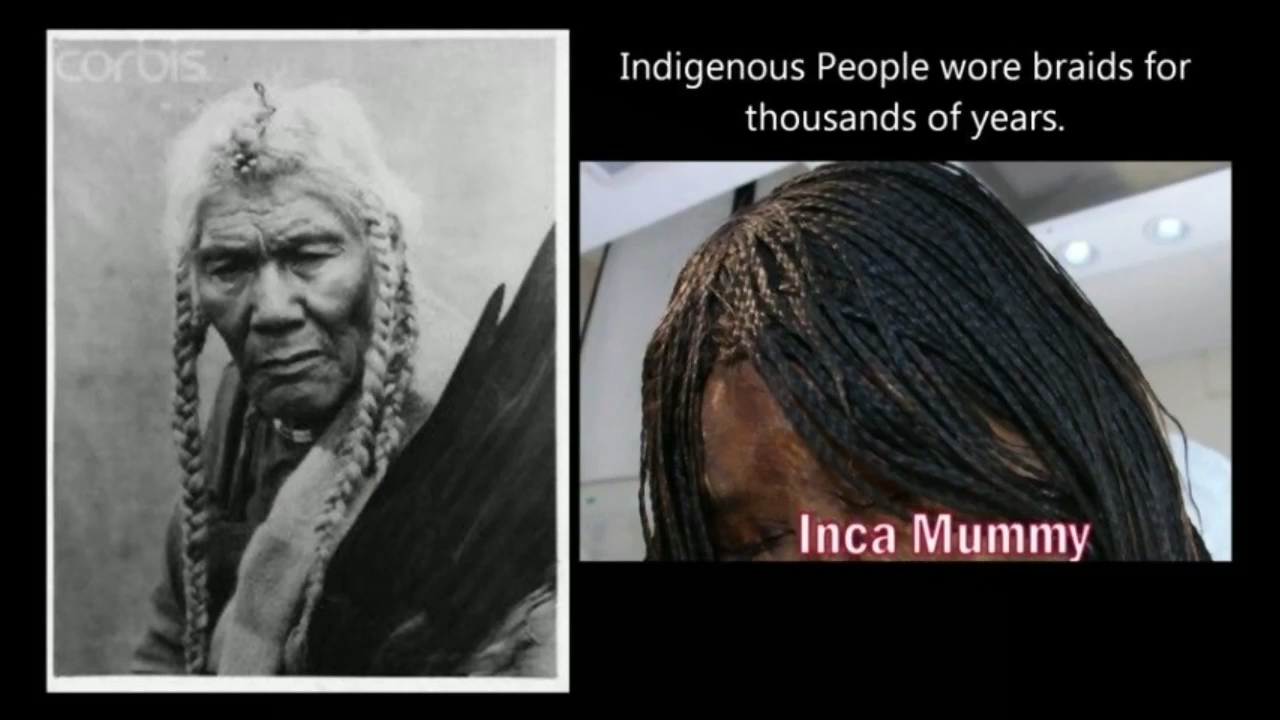 corbis.
Indigenous People wore braids for
thousands of years.
Inca Mummy